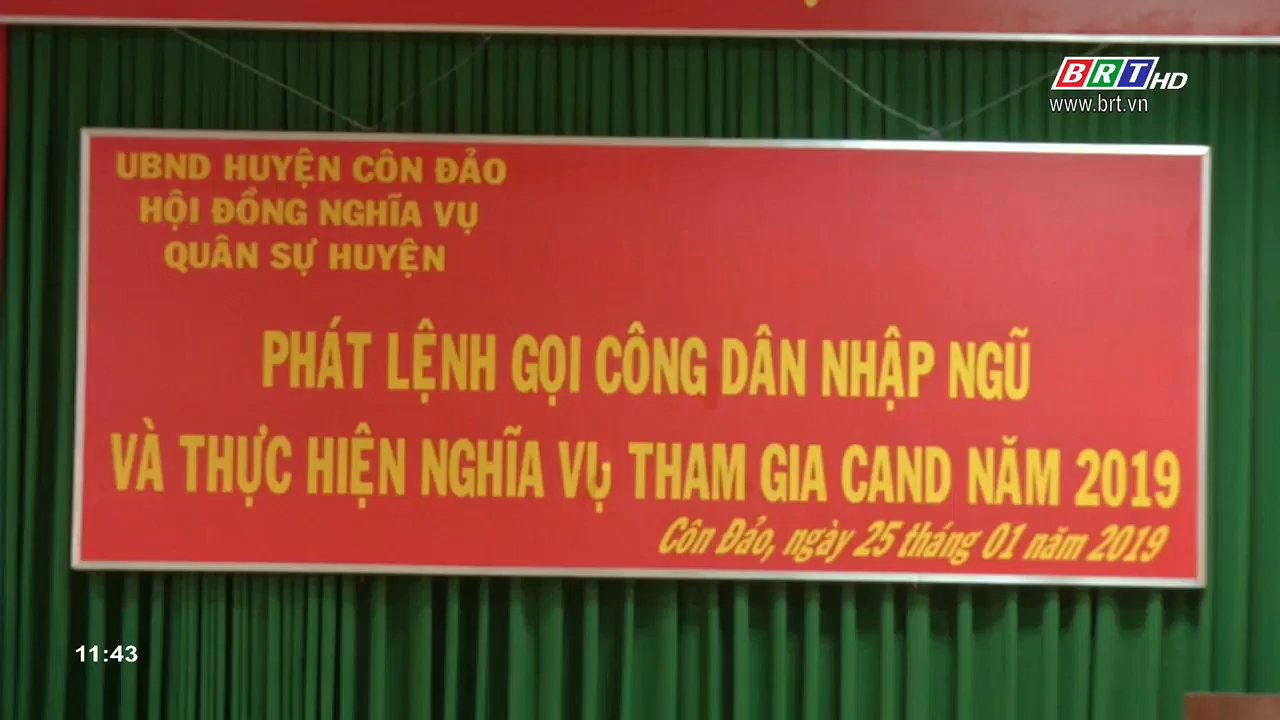 BRT HD
www.brt.vn
UBND HUYỆN CÔN ĐẢO
HỘI ĐỒNG NGHĨA VỤ
QUÂN SỰ HUYỆN
PHÁT LỆNH GỌI CÔNG DÂN NHẬP NGŨ
VÀ THỰC HIỆN NGHĨA VỤ THAM GIA CAND NĂM 2019
Côn Đảo, ngày 25 tháng 01 năm 2019
11:43